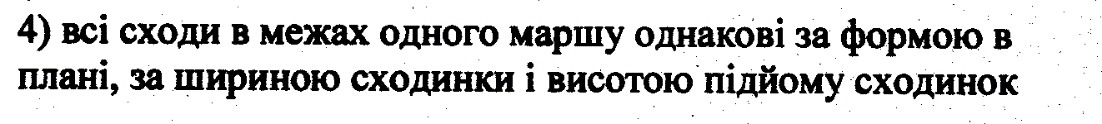 4) всі сходи в межах одного маршу однакові за формою в
плані, за шириною сходинки і висотою підйому сходинок